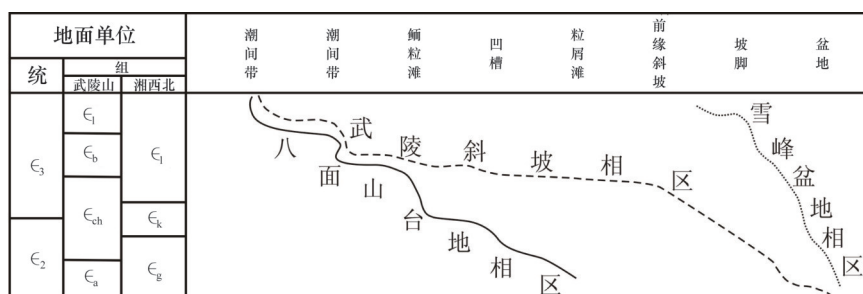 地面单位
统
组
武陵山
湘西北
潮间带
潮间带
鲕粒滩
凹槽
粒屑滩
前缘斜坡
坡脚
盆地
∈3
∈2
∈l
∈b
∈ch
∈a
∈l
∈k
∈g
武陵斜坡相区
八面山台地相区
雪峰盆地相区